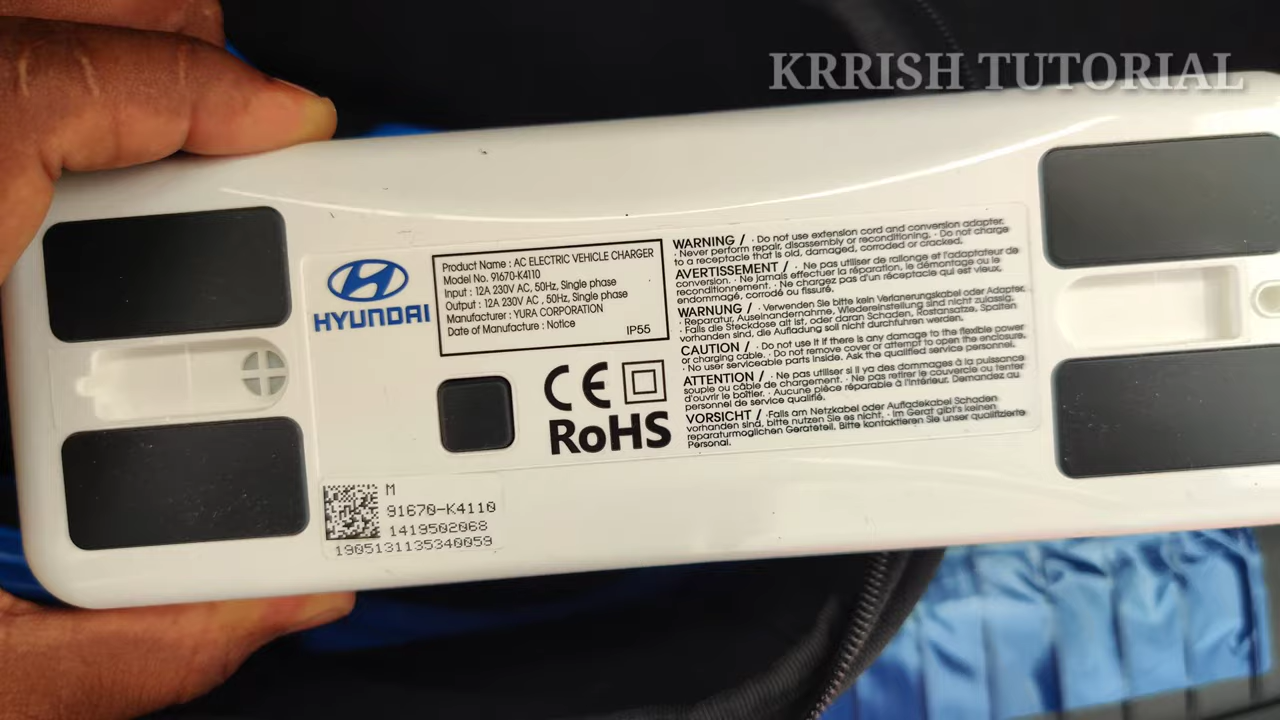 KRRISH TUTORIAL
HYUNDAI
Product Name : AC ELECTRIC VEHICLE CHARGER
Model No. 91670-K4110
Input : 12A 230V AC, 50Hz, Single phase
Output : 12A 230V AC , 50Hz, Single phase
Manufacturer : YURA CORPORATION
Date of Manufacture : Notice
IP55
CE
RoHS
WARNING / · Do not use extension cord and conversion adapter.
· Never perform repair, disassembly or reconditioning. · Do not charge
to a receptacle that is old, damaged, corroded or cracked.
AVERTISSEMENT / · Ne pas utiliser de rallonge et l'adaptateur de
conversion. · Ne jamais effectuer la réparation, le démontage ou le
reconditionnement. · Ne chargez pas d'un réceptacle qui est vieux,
endommagé, corrodé ou fissuré.
WARNUNG / · Verwenden Sie bitte kein Verlanerungskabel oder Adapter.
· Reparatur, Auseinandernahme, Wiedereinstellung sind nicht zulassig.
· Falls die Steckdose alt ist, oder daran Schaden, Rostansatze, Spalten
vorhanden sind, die Aufladung soll nicht durchfuhren werden.
CAUTION / · Do not use it if there is any damage to the flexible power
or charging cable. · Do not remove cover or attempt to open the enclosure.
· No user serviceable parts inside. Ask the qualified service personnel.
ATTENTION / · Ne pas utiliser si il ya des dommages à la puissance
souple ou câble de chargement. · Ne pas retirer le couvercle ou tenter
d'ouvrir le boîtier. · Aucune pièce réparable à l'intérieur. Demandez au
personnel de service qualifié.
VORSICHT / · Falls am Netzkabel oder Aufladekabel Schaden
vorhanden sind, bitte nutzen Sie es nicht. · Im Gerat gibt's keinen
reparaturmoglichen Gerateteil. Bitte kontaktieren Sie unser qualifizierte
Personal.
M
91670-K4110
1419502068
1905131135340059